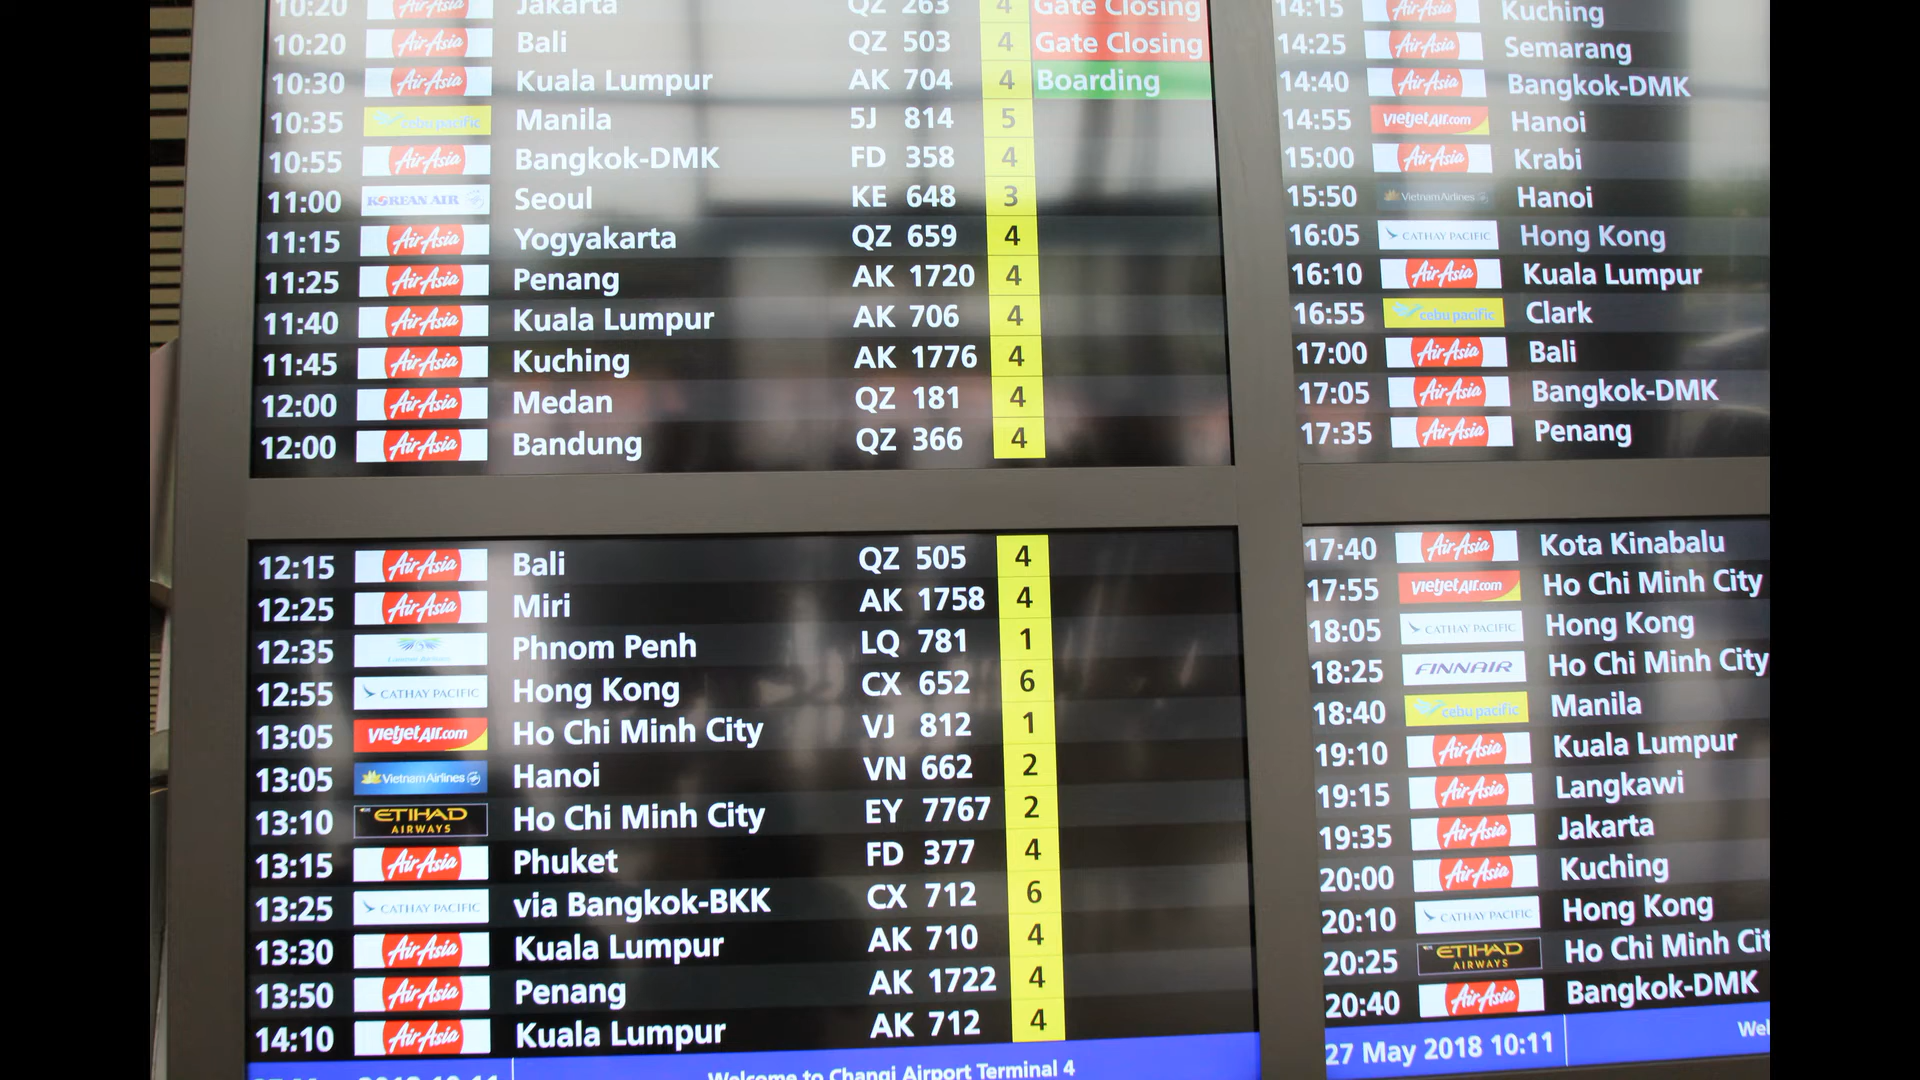 10:20 AirAsia Jakarta QZ 263 4 Gate Closing
10:20 AirAsia Bali QZ 503 4 Gate Closing
10:30 AirAsia Kuala Lumpur AK 704 4 Boarding
10:35 cebu pacific Manila 5J 814 5
10:55 AirAsia Bangkok-DMK FD 358 4
11:00 KOREAN AIR Seoul KE 648 3
11:15 AirAsia Yogyakarta QZ 659 4
11:25 AirAsia Penang AK 1720 4
11:40 AirAsia Kuala Lumpur AK 706 4
11:45 AirAsia Kuching AK 1776 4
12:00 AirAsia Medan QZ 181 4
12:00 AirAsia Bandung QZ 366 4
12:15 AirAsia Bali QZ 505 4
12:25 AirAsia Miri AK 1758 4
12:35 Phnom Penh LQ 781 1
12:55 CATHAY PACIFIC Hong Kong CX 652 6
13:05 VietjetAir.com Ho Chi Minh City VJ 812 1
13:05 Vietnam Airlines Hanoi VN 662 2
13:10 ETIHAD AIRWAYS Ho Chi Minh City EY 7767 2
13:15 AirAsia Phuket FD 377 4
13:25 CATHAY PACIFIC via Bangkok-BKK CX 712 6
13:30 AirAsia Kuala Lumpur AK 710 4
13:50 AirAsia Penang AK 1722 4
14:10 AirAsia Kuala Lumpur AK 712 4
Welcome to Changi Airport Terminal 4
14:15 AirAsia Kuching
14:25 AirAsia Semarang
14:40 AirAsia Bangkok-DMK
14:55 VietjetAir.com Hanoi
15:00 AirAsia Krabi
15:50 Vietnam Airlines Hanoi
16:05 CATHAY PACIFIC Hong Kong
16:10 AirAsia Kuala Lumpur
16:55 cebu pacific Clark
17:00 AirAsia Bali
17:05 AirAsia Bangkok-DMK
17:35 AirAsia Penang
17:40 AirAsia Kota Kinabalu
17:55 VietjetAir.com Ho Chi Minh City
18:05 CATHAY PACIFIC Hong Kong
18:25 FINNAIR Ho Chi Minh City
18:40 cebu pacific Manila
19:10 AirAsia Kuala Lumpur
19:15 AirAsia Langkawi
19:35 AirAsia Jakarta
20:00 AirAsia Kuching
20:10 CATHAY PACIFIC Hong Kong
20:25 ETIHAD AIRWAYS Ho Chi Minh Cit
20:40 AirAsia Bangkok-DMK
27 May 2018 10:11 Wel